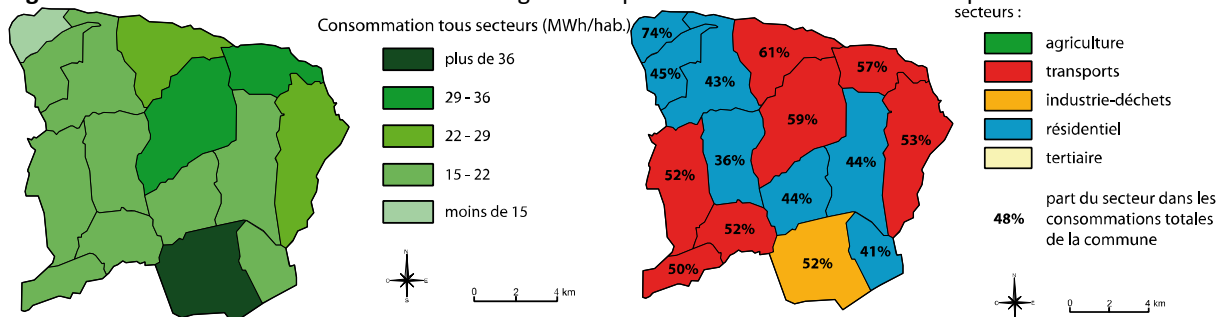 Consommation tous secteurs (MWh/hab.)
plus de 36
29 - 36
22 - 29
15 - 22
moins de 15
N
O
E
S
0 2 4 km
74%
45%
43%
61%
57%
59%
53%
52%
36%
44%
44%
52%
50%
52%
41%
secteurs :
agriculture
transports
industrie-déchets
résidentiel
tertiaire
48%
part du secteur dans les
consommations totales
de la commune
N
O
E
S
0 2 4 km